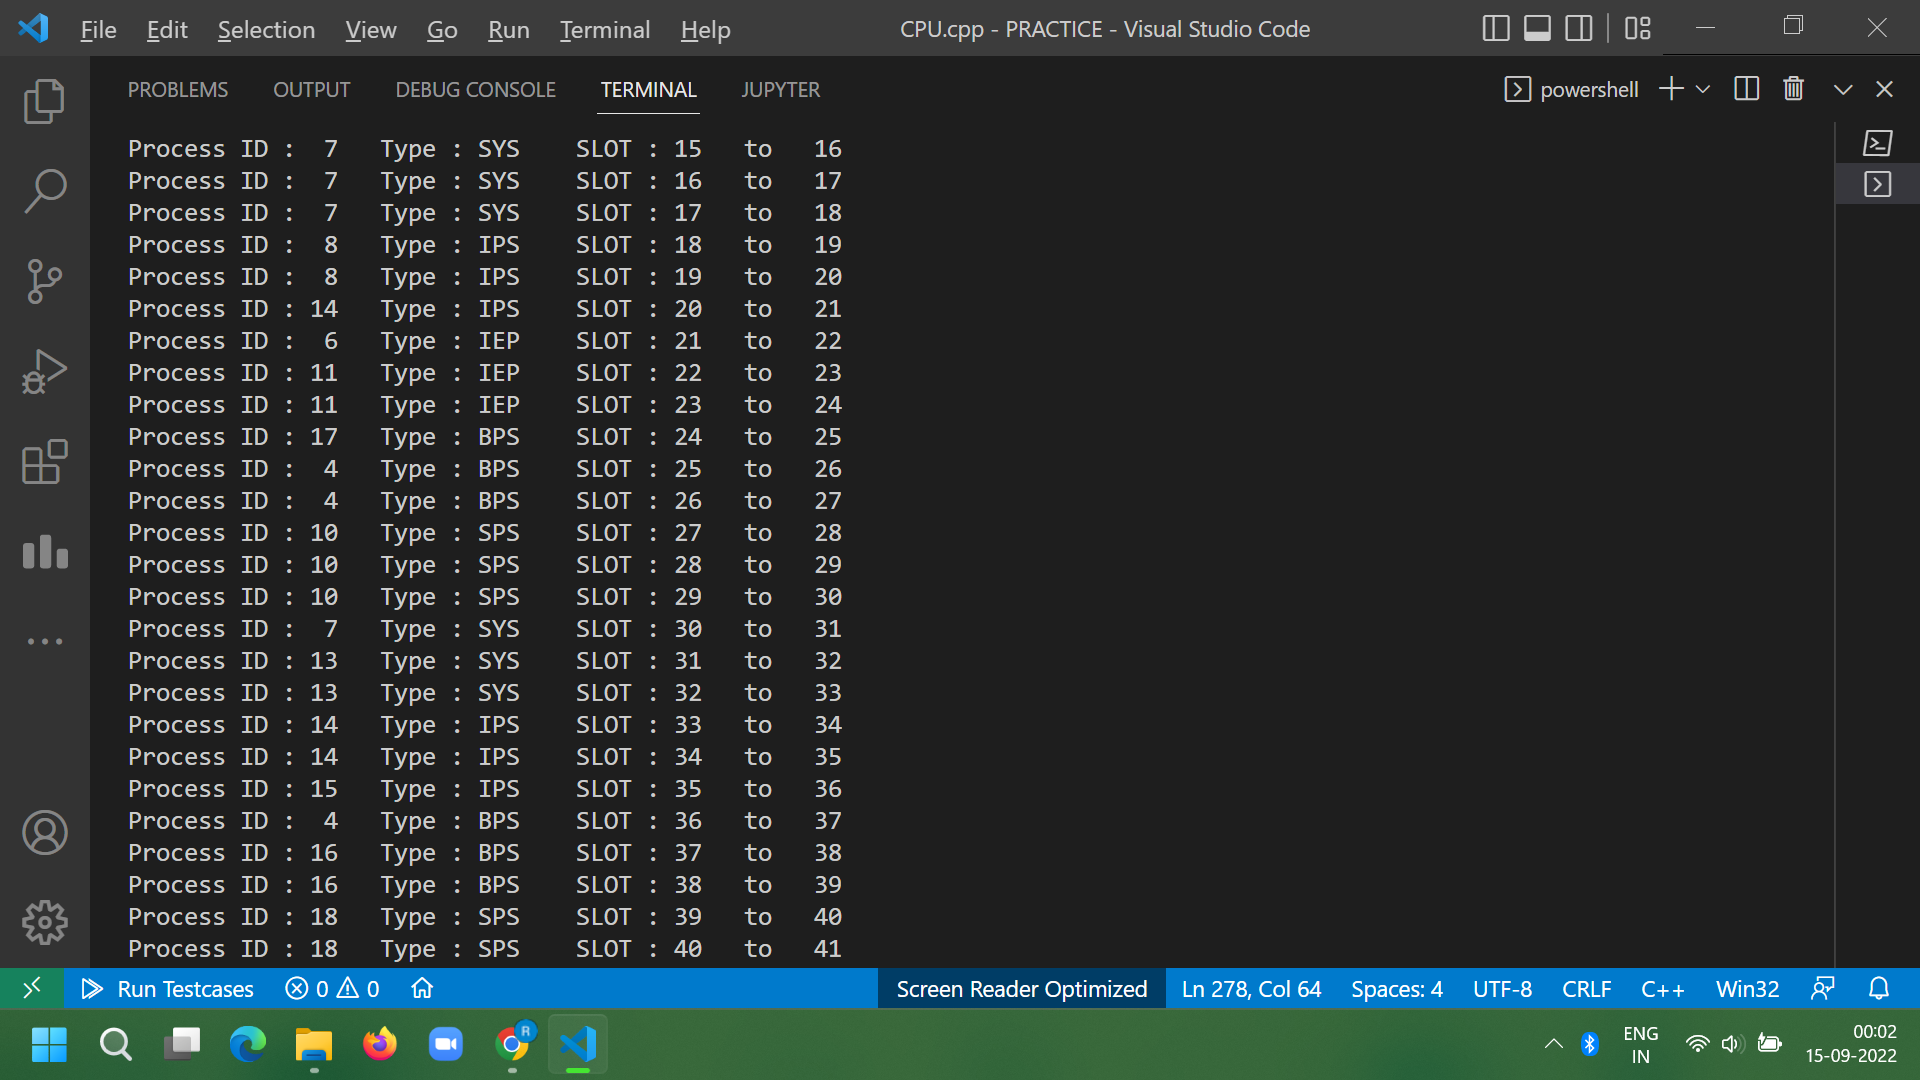 File Edit Selection View Go Run Terminal Help CPU.cpp - PRACTICE - Visual Studio Code
PROBLEMS OUTPUT DEBUG CONSOLE TERMINAL JUPYTER powershell
Process ID :  7   Type : SYS    SLOT : 15   to   16
Process ID :  7   Type : SYS    SLOT : 16   to   17
Process ID :  7   Type : SYS    SLOT : 17   to   18
Process ID :  8   Type : IPS    SLOT : 18   to   19
Process ID :  8   Type : IPS    SLOT : 19   to   20
Process ID : 14   Type : IPS    SLOT : 20   to   21
Process ID :  6   Type : IEP    SLOT : 21   to   22
Process ID : 11   Type : IEP    SLOT : 22   to   23
Process ID : 11   Type : IEP    SLOT : 23   to   24
Process ID : 17   Type : BPS    SLOT : 24   to   25
Process ID :  4   Type : BPS    SLOT : 25   to   26
Process ID :  4   Type : BPS    SLOT : 26   to   27
Process ID : 10   Type : SPS    SLOT : 27   to   28
Process ID : 10   Type : SPS    SLOT : 28   to   29
Process ID : 10   Type : SPS    SLOT : 29   to   30
Process ID :  7   Type : SYS    SLOT : 30   to   31
Process ID : 13   Type : SYS    SLOT : 31   to   32
Process ID : 13   Type : SYS    SLOT : 32   to   33
Process ID : 14   Type : IPS    SLOT : 33   to   34
Process ID : 14   Type : IPS    SLOT : 34   to   35
Process ID : 15   Type : IPS    SLOT : 35   to   36
Process ID :  4   Type : BPS    SLOT : 36   to   37
Process ID : 16   Type : BPS    SLOT : 37   to   38
Process ID : 16   Type : BPS    SLOT : 38   to   39
Process ID : 18   Type : SPS    SLOT : 39   to   40
Process ID : 18   Type : SPS    SLOT : 40   to   41
Run Testcases 0 0 Screen Reader Optimized Ln 278, Col 64 Spaces: 4 UTF-8 CRLF C++ Win32
R
ENG 00:02
IN 15-09-2022